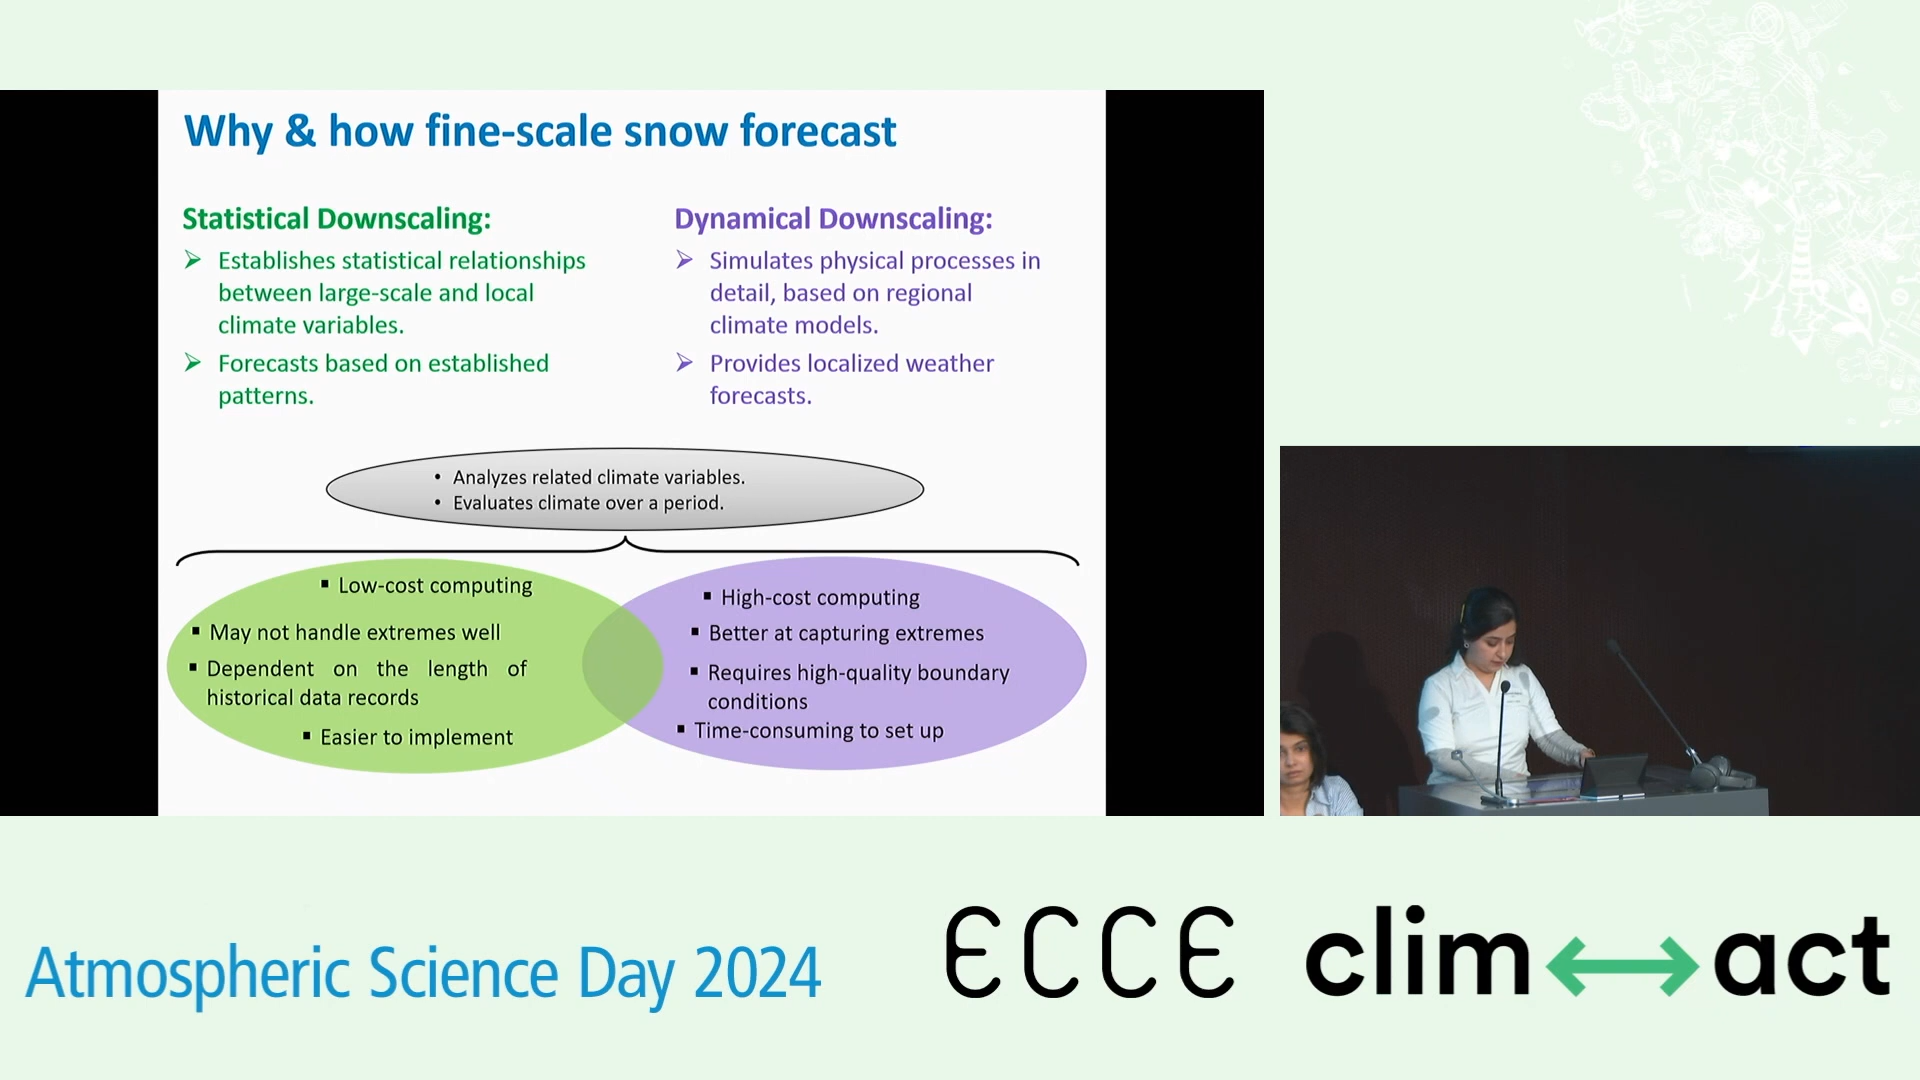 Why & how fine-scale snow forecast
Statistical Downscaling:
➢ Establishes statistical relationships
between large-scale and local
climate variables.
➢ Forecasts based on established
patterns.
Dynamical Downscaling:
➢ Simulates physical processes in
detail, based on regional
climate models.
➢ Provides localized weather
forecasts.
• Analyzes related climate variables.
• Evaluates climate over a period.
▪ Low-cost computing
▪ May not handle extremes well
▪ Dependent on the length of
historical data records
▪ Easier to implement
▪ High-cost computing
▪ Better at capturing extremes
▪ Requires high-quality boundary
conditions
▪ Time-consuming to set up
Atmospheric Science Day 2024
ECCE
clim↔act